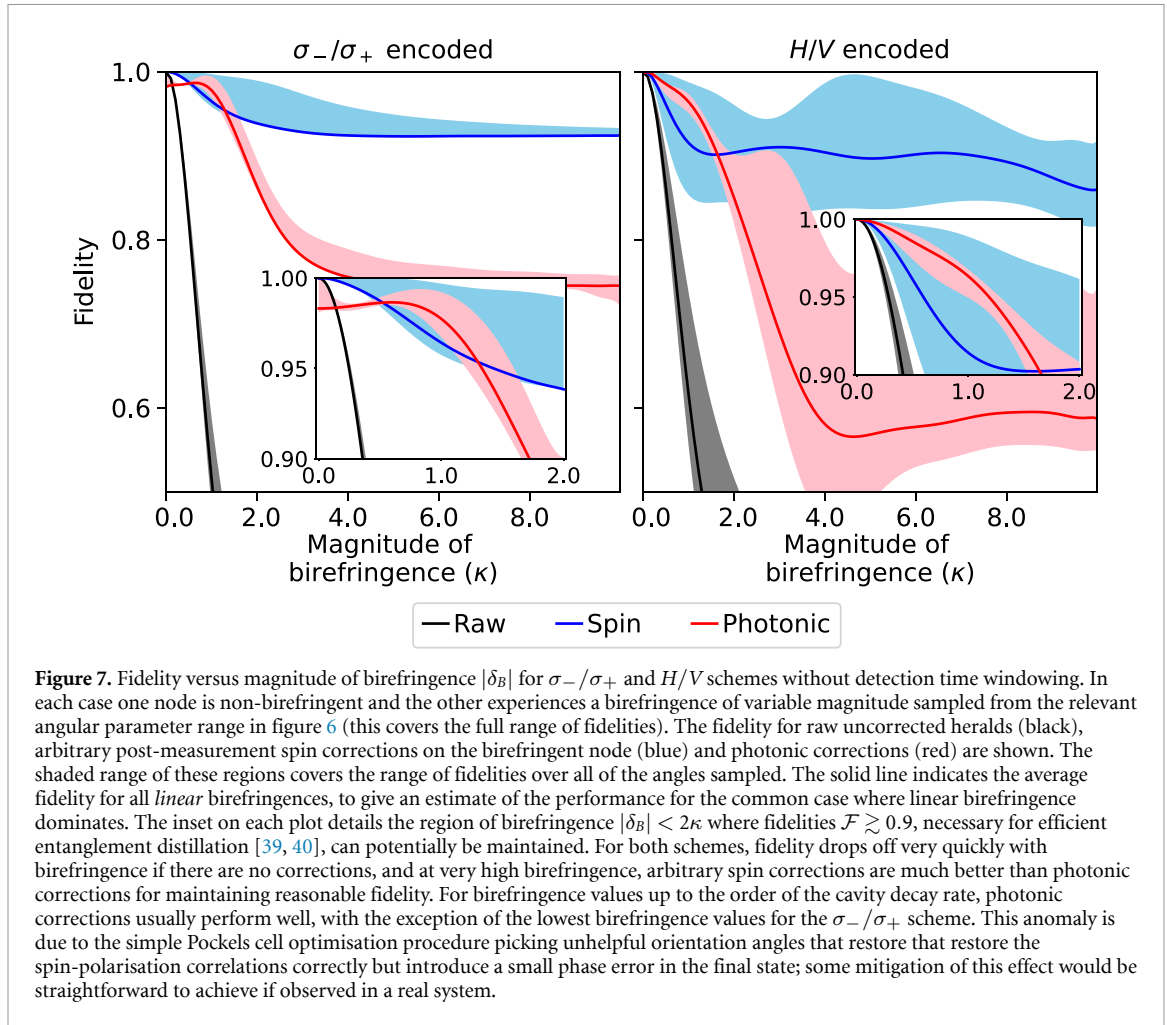 σ₋/σ₊ encoded
H/V encoded
1.0
0.8
0.6
Fidelity
1.00
0.95
0.90
0.0 1.0 2.0
1.00
0.95
0.90
0.0 1.0 2.0
0.0 2.0 4.0 6.0 8.0
0.0 2.0 4.0 6.0 8.0
Magnitude of
birefringence (κ)
Magnitude of
birefringence (κ)
Raw Spin Photonic
Figure 7. Fidelity versus magnitude of birefringence |δ_B| for σ₋/σ₊ and H/V schemes without detection time windowing. In
each case one node is non-birefringent and the other experiences a birefringence of variable magnitude sampled from the relevant
angular parameter range in figure 6 (this covers the full range of fidelities). The fidelity for raw uncorrected heralds (black),
arbitrary post-measurement spin corrections on the birefringent node (blue) and photonic corrections (red) are shown. The
shaded range of these regions covers the range of fidelities over all of the angles sampled. The solid line indicates the average
fidelity for all linear birefringences, to give an estimate of the performance for the common case where linear birefringence
dominates. The inset on each plot details the region of birefringence |δ_B| < 2κ where fidelities ℱ ≳ 0.9, necessary for efficient
entanglement distillation [39, 40], can potentially be maintained. For both schemes, fidelity drops off very quickly with
birefringence if there are no corrections, and at very high birefringence, arbitrary spin corrections are much better than photonic
corrections for maintaining reasonable fidelity. For birefringence values up to the order of the cavity decay rate, photonic
corrections usually perform well, with the exception of the lowest birefringence values for the σ₋/σ₊ scheme. This anomaly is
due to the simple Pockels cell optimisation procedure picking unhelpful orientation angles that restore that restore the
spin-polarisation correlations correctly but introduce a small phase error in the final state; some mitigation of this effect would be
straightforward to achieve if observed in a real system.